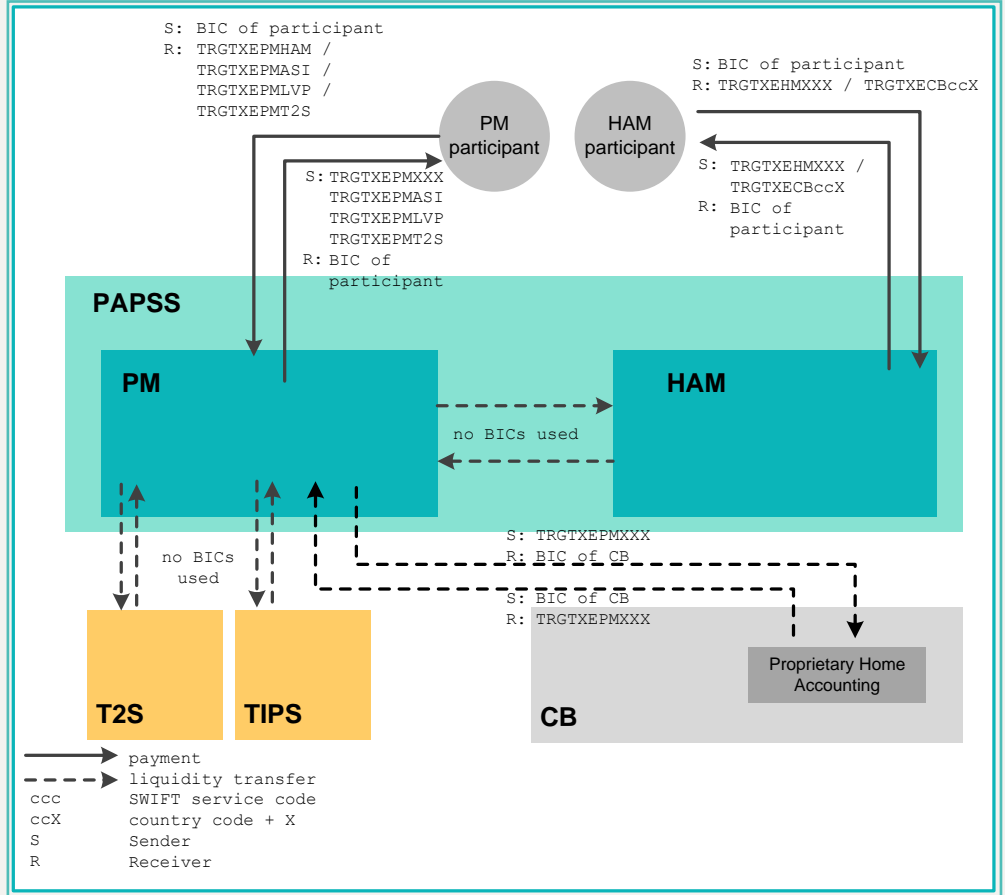 S: BIC of participant
R: TRGTXEPMHAM /
TRGTXEPMASI /
TRGTXEPMLVP /
TRGTXEPMT2S
PM
participant
HAM
participant
S: BIC of participant
R: TRGTXEHMXXX / TRGTXECBccX
S: TRGTXEPMXXX
TRGTXEPMASI
TRGTXEPMLVP
TRGTXEPMT2S
R: BIC of
participant
S: TRGTXEHMXXX /
TRGTXECBccX
R: BIC of
participant
PAPSS
PM
HAM
no BICs used
no BICs
used
S: TRGTXEPMXXX
R: BIC of CB
S: BIC of CB
R: TRGTXEPMXXX
T2S
TIPS
CB
Proprietary Home
Accounting
payment
liquidity transfer
ccc SWIFT service code
ccX country code + X
S Sender
R Receiver